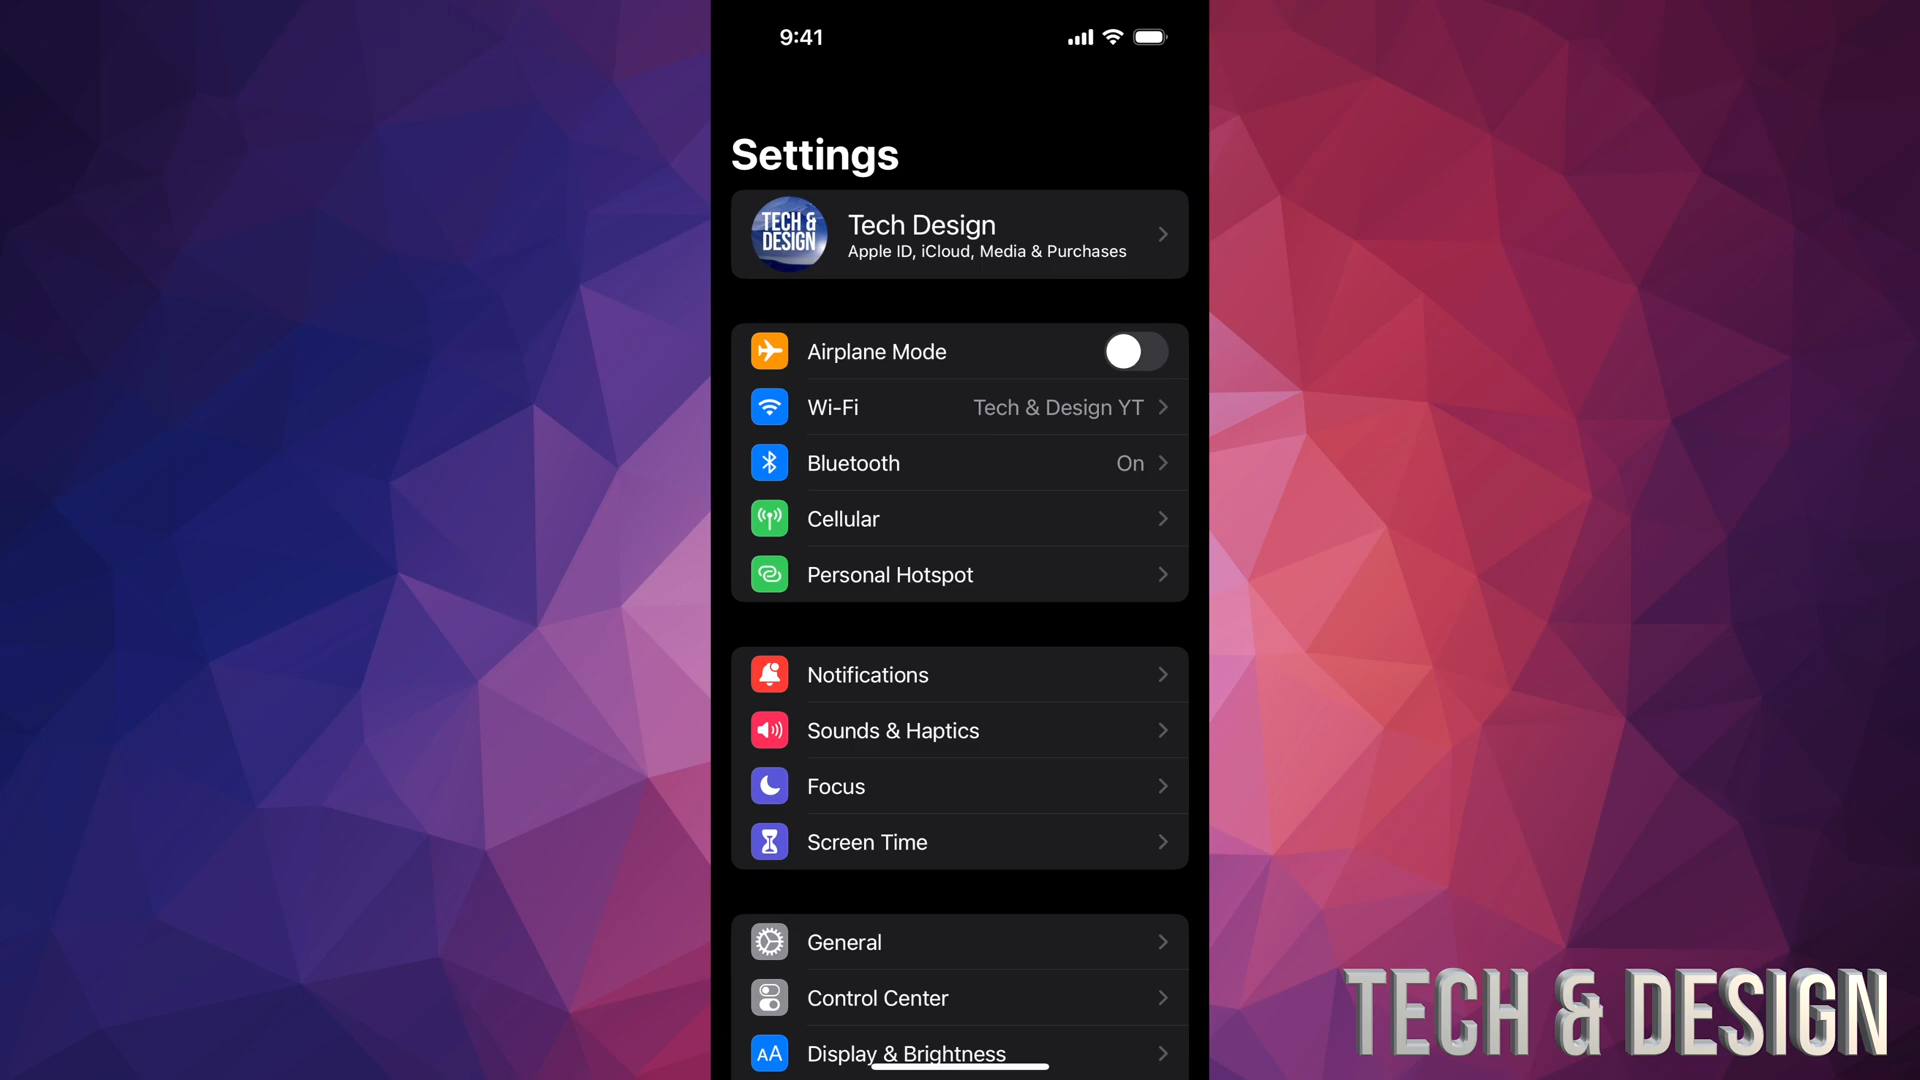 9:41
Settings
TECH &
DESIGN
Tech Design
Apple ID, iCloud, Media & Purchases
Airplane Mode
Wi-Fi Tech & Design YT
Bluetooth On
Cellular
Personal Hotspot
Notifications
Sounds & Haptics
Focus
Screen Time
General
Control Center
AA Display & Brightness
TECH & DESIGN